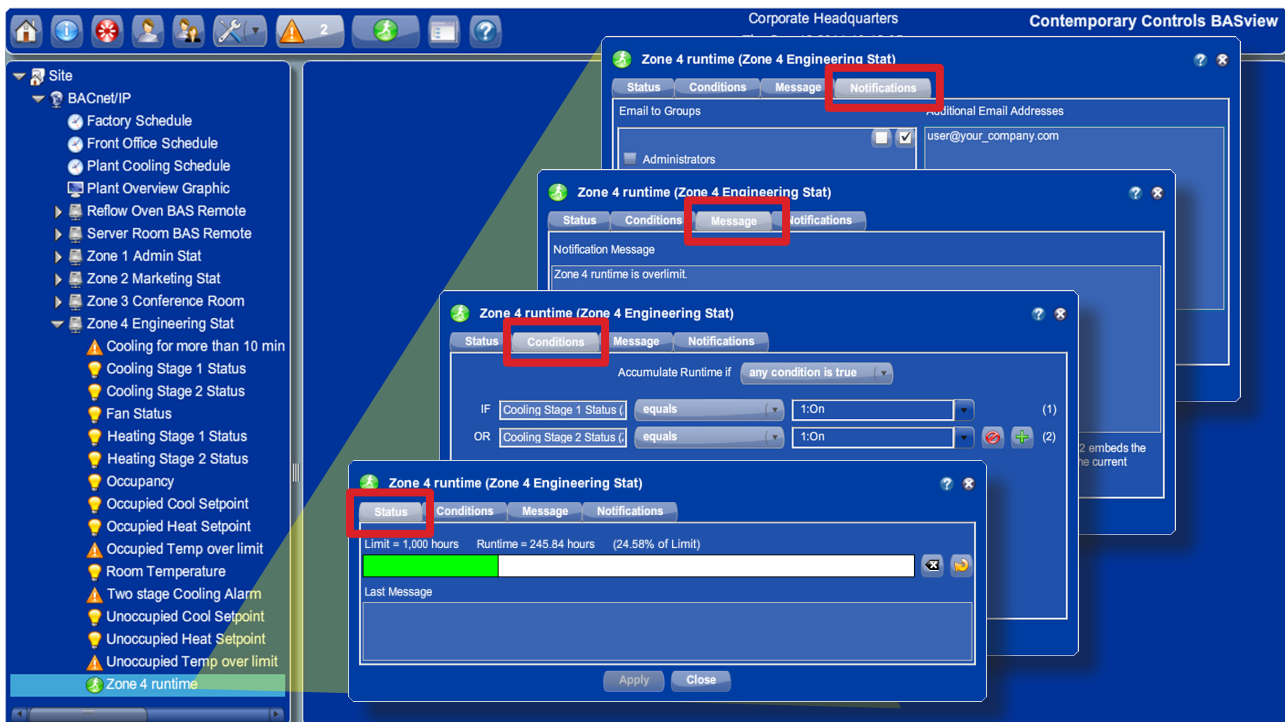 2
Corporate Headquarters
Contemporary Controls BASview
Site
BACnet/IP
Factory Schedule
Front Office Schedule
Plant Cooling Schedule
Plant Overview Graphic
Reflow Oven BAS Remote
Server Room BAS Remote
Zone 1 Admin Stat
Zone 2 Marketing Stat
Zone 3 Conference Room
Zone 4 Engineering Stat
Cooling for more than 10 min
Cooling Stage 1 Status
Cooling Stage 2 Status
Fan Status
Heating Stage 1 Status
Heating Stage 2 Status
Occupancy
Occupied Cool Setpoint
Occupied Heat Setpoint
Occupied Temp over limit
Room Temperature
Two stage Cooling Alarm
Unoccupied Cool Setpoint
Unoccupied Heat Setpoint
Unoccupied Temp over limit
Zone 4 runtime
Zone 4 runtime (Zone 4 Engineering Stat)
Status Conditions Message Notifications
Email to Groups Additional Email Addresses
user@your_company.com
Administrators
Zone 4 runtime (Zone 4 Engineering Stat)
Status Conditions Message Notifications
Notification Message
Zone 4 runtime is overlimit.
2 embeds the
he current
Zone 4 runtime (Zone 4 Engineering Stat)
Status Conditions Message Notifications
Accumulate Runtime if any condition is true
IF Cooling Stage 1 Status ( equals 1:On (1)
OR Cooling Stage 2 Status ( equals 1:On (2)
Zone 4 runtime (Zone 4 Engineering Stat)
Status Conditions Message Notifications
Limit = 1,000 hours Runtime = 245.84 hours (24.58% of Limit)
Last Message
Apply Close